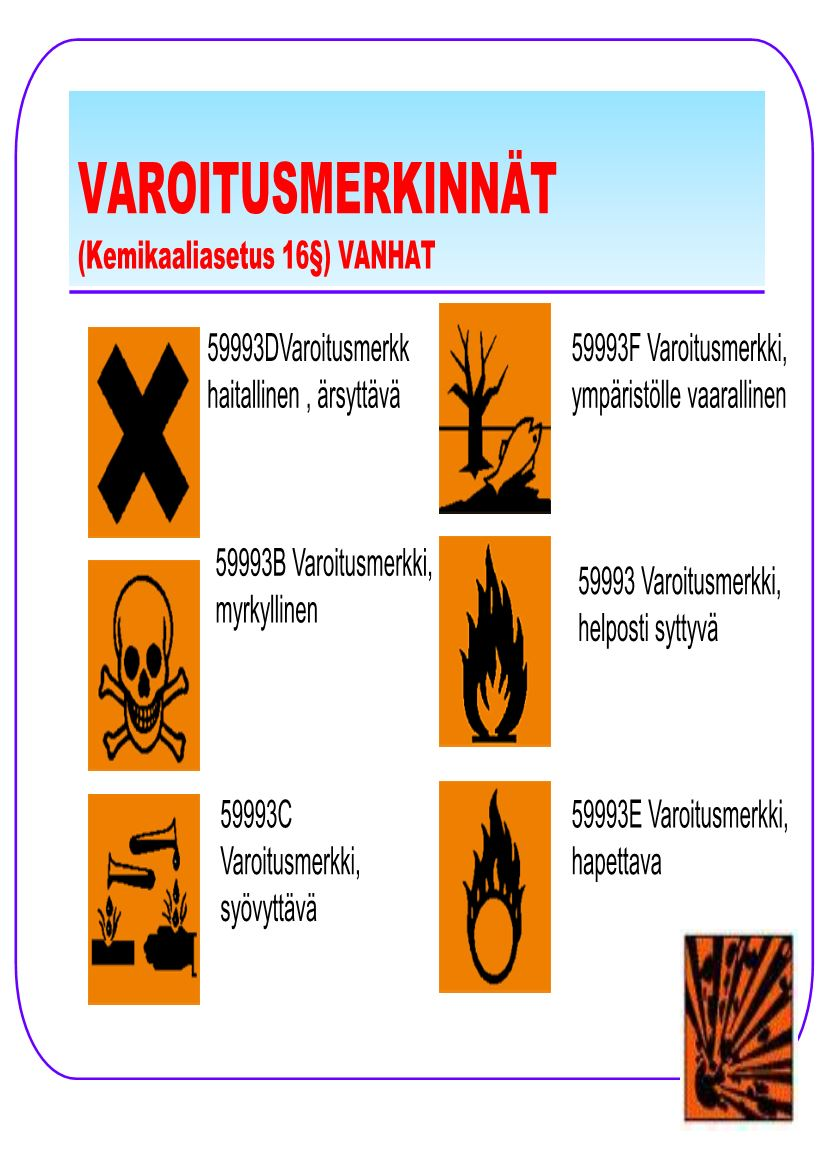 VAROITUSMERKINNÄT
(Kemikaaliasetus 16§) VANHAT
59993DVaroitusmerkk
haitallinen , ärsyttävä
59993F Varoitusmerkki,
ympäristölle vaarallinen
59993B Varoitusmerkki,
myrkyllinen
59993 Varoitusmerkki,
helposti syttyvä
59993C
Varoitusmerkki,
syövyttävä
59993E Varoitusmerkki,
hapettava